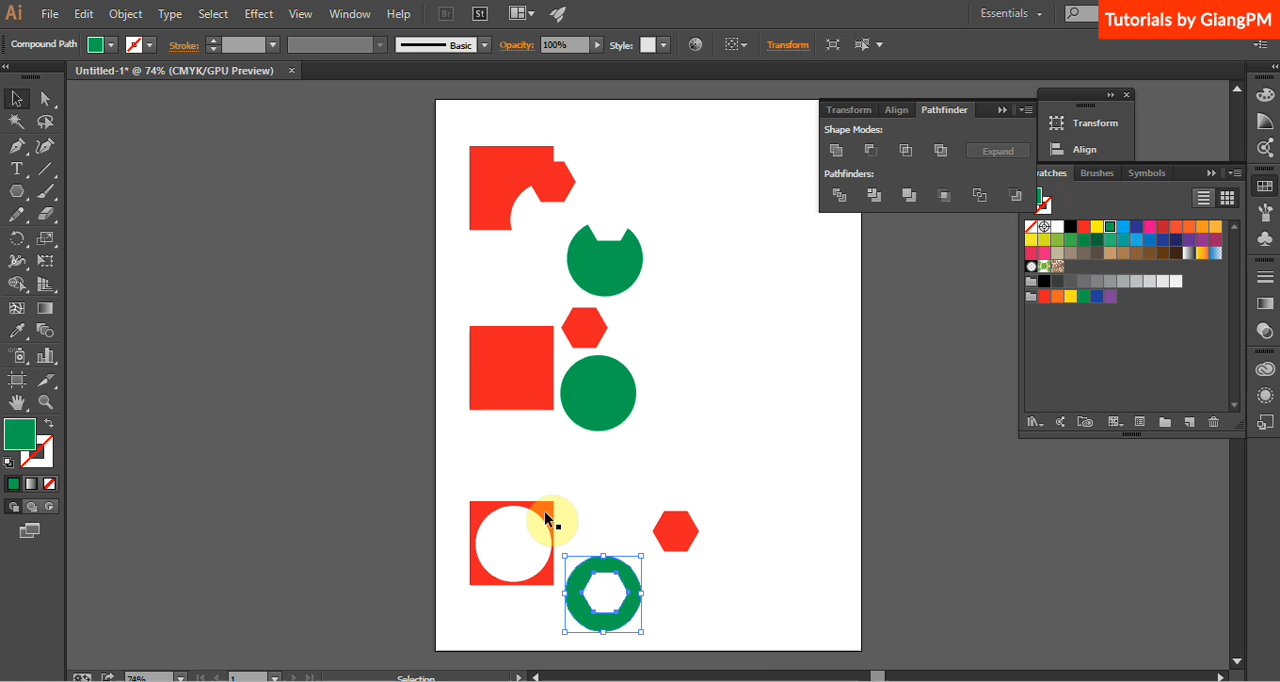 Ai File Edit Object Type Select Effect View Window Help Br St Essentials
Tutorials by GiangPM
Compound Path Stroke: Basic Opacity: 100% Style: Transform
Untitled-1* @ 74% (CMYK/GPU Preview) ×
Transform Align Pathfinder
Shape Modes:
Expand
Pathfinders:
Transform
Align
watches Brushes Symbols
T
74% 1 Selection